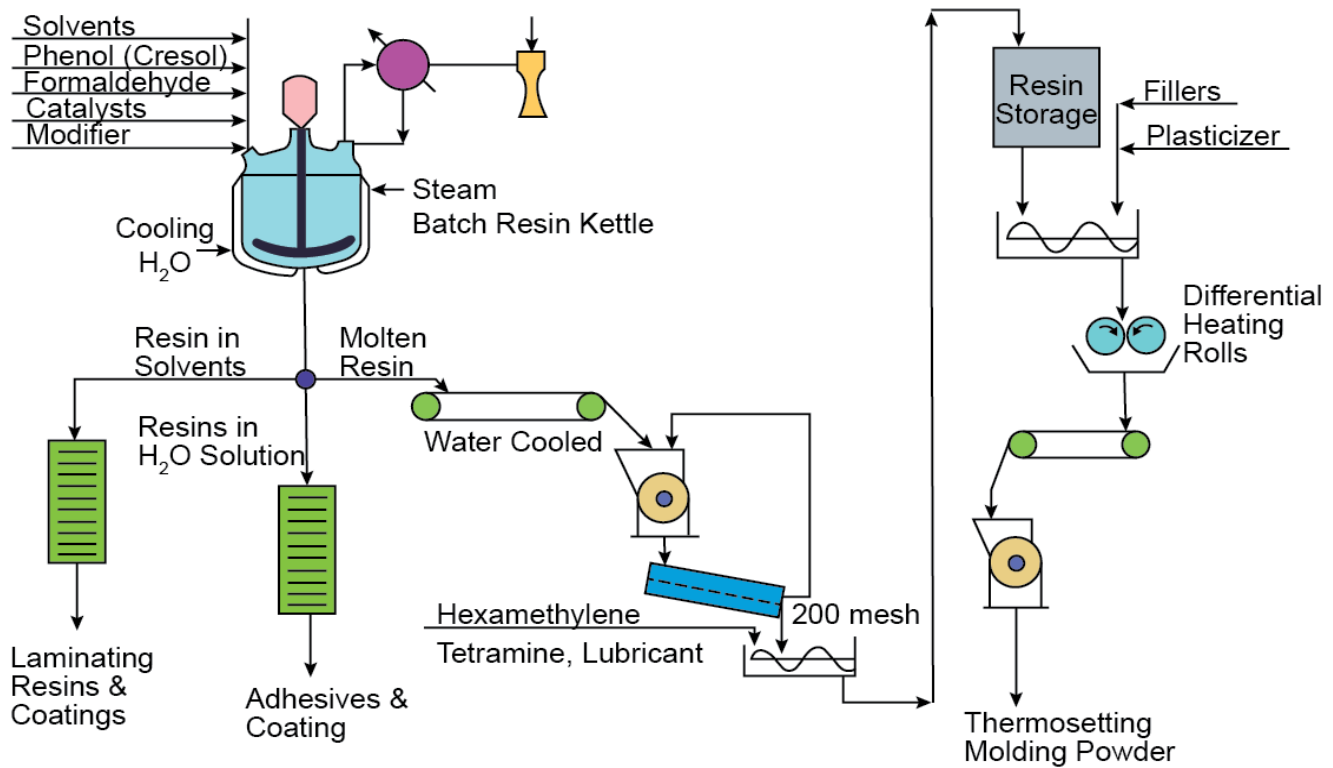 Solvents
Phenol (Cresol)
Formaldehyde
Catalysts
Modifier
Steam
Batch Resin Kettle
Cooling
H₂O
Resin in
Solvents
Molten
Resin
Resins in
H₂O Solution
Water Cooled
Laminating
Resins &
Coatings
Adhesives &
Coating
Hexamethylene
Tetramine, Lubricant
200 mesh
Resin
Storage
Fillers
Plasticizer
Differential
Heating
Rolls
Thermosetting
Molding Powder